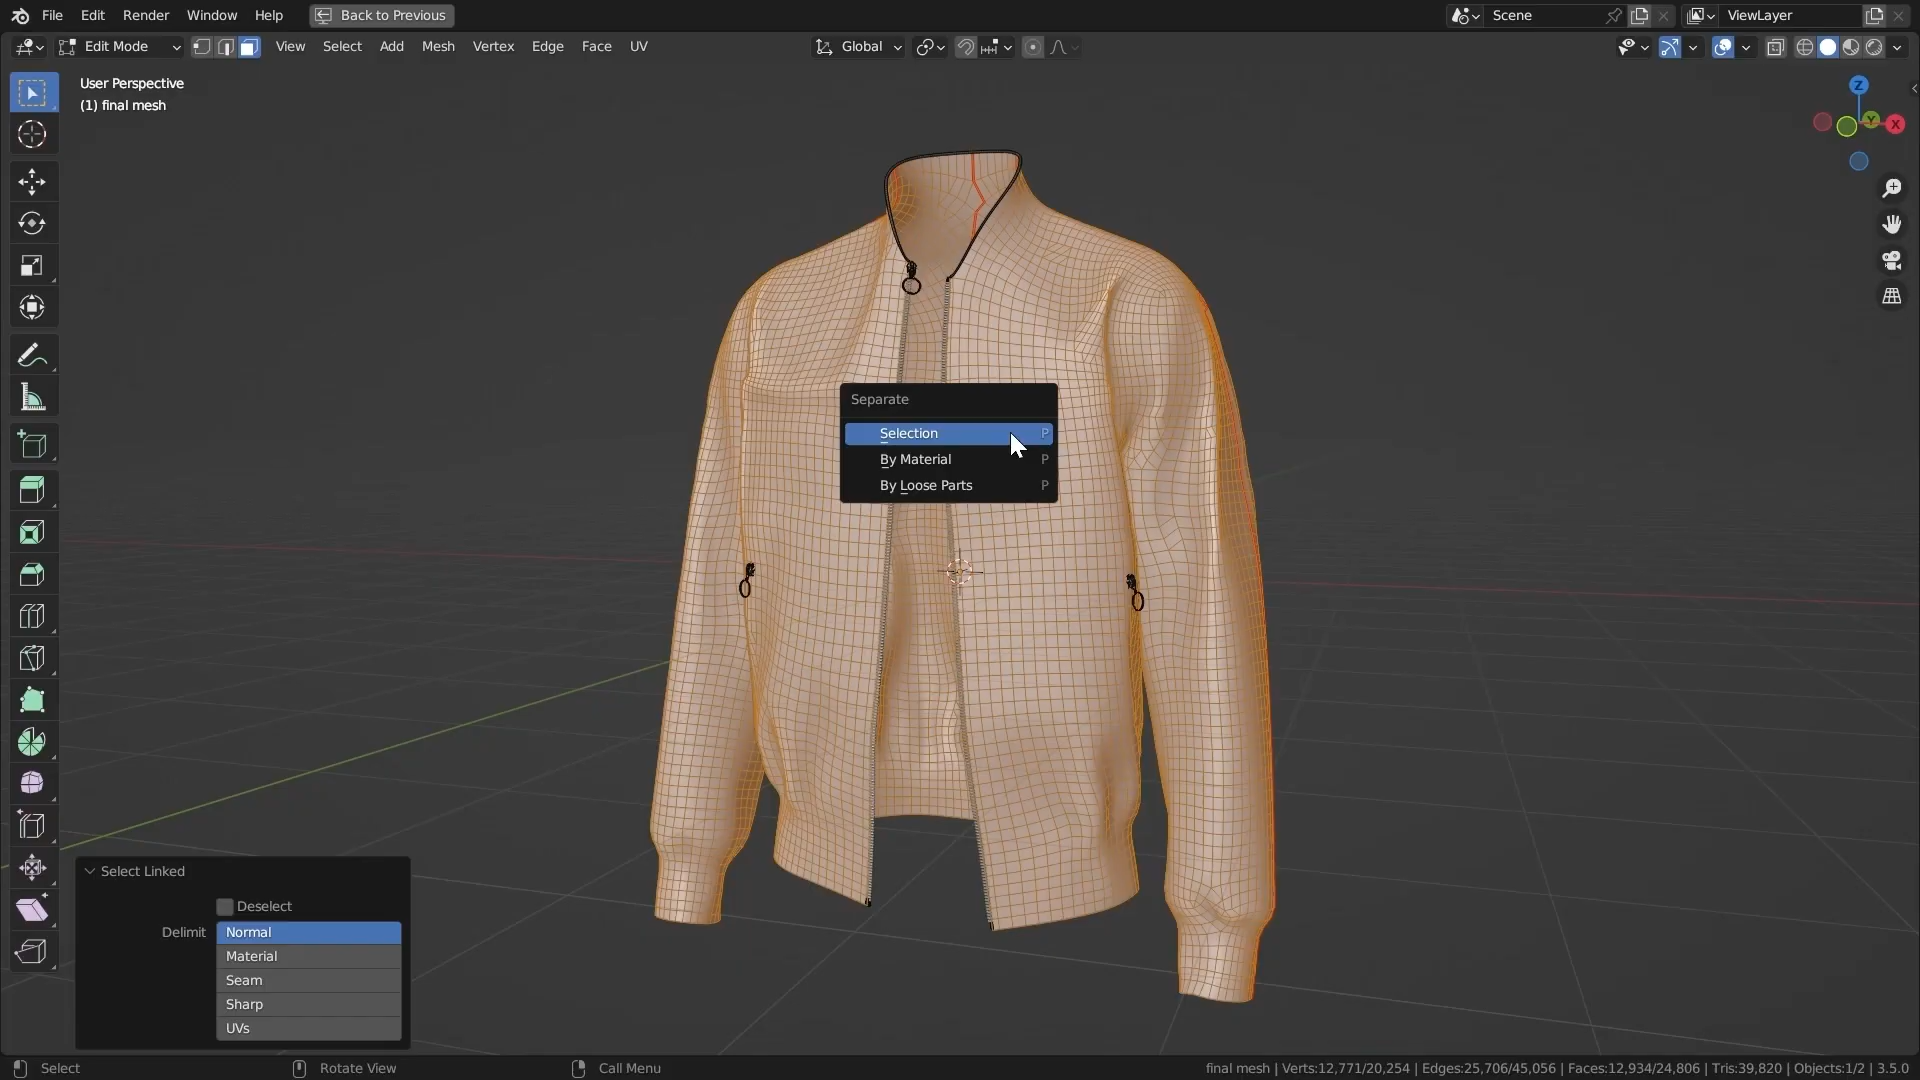 File Edit Render Window Help Back to Previous Scene ViewLayer
Edit Mode View Select Add Mesh Vertex Edge Face UV Global
User Perspective
(1) final mesh
Z
Y
X
Separate
Selection P
By Material P
By Loose Parts P
Select Linked
Deselect
Delimit Normal
Material
Seam
Sharp
UVs
Select Rotate View Call Menu final mesh | Verts:12,771/20,254 | Edges:25,706/45,056 | Faces:12,934/24,806 | Tris:39,820 | Objects:1/2 | 3.5.0